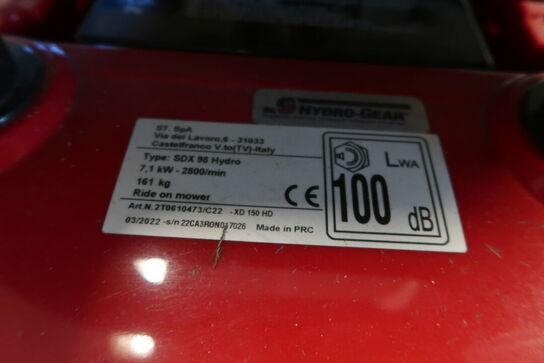 HYDRO-GEAR
ST. SpA
Via del Lavoro,6 - 31033
Castelfranco V.to(TV)-Italy
Type: SDX 98 Hydro
7,1 kW - 2800/min
161 kg
Ride on mower
CE
Art.N. 2T0610473/C22 -XD 150 HD
03/2022 -s/n 22CA3RON017026 Made in PRC
LWA
100 dB